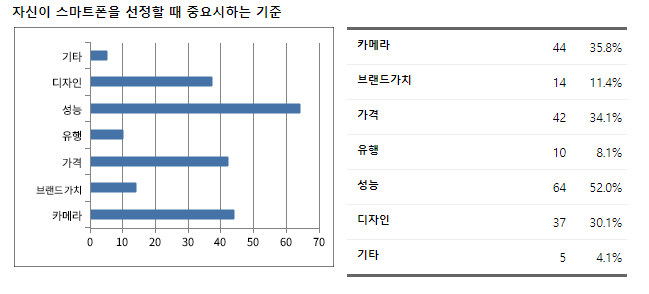 자신이 스마트폰을 선정할 때 중요시하는 기준
기타
디자인
성능
유행
가격
브랜드가치
카메라
0 10 20 30 40 50 60 70
카메라 44 35.8%
브랜드가치 14 11.4%
가격 42 34.1%
유행 10 8.1%
성능 64 52.0%
디자인 37 30.1%
기타 5 4.1%